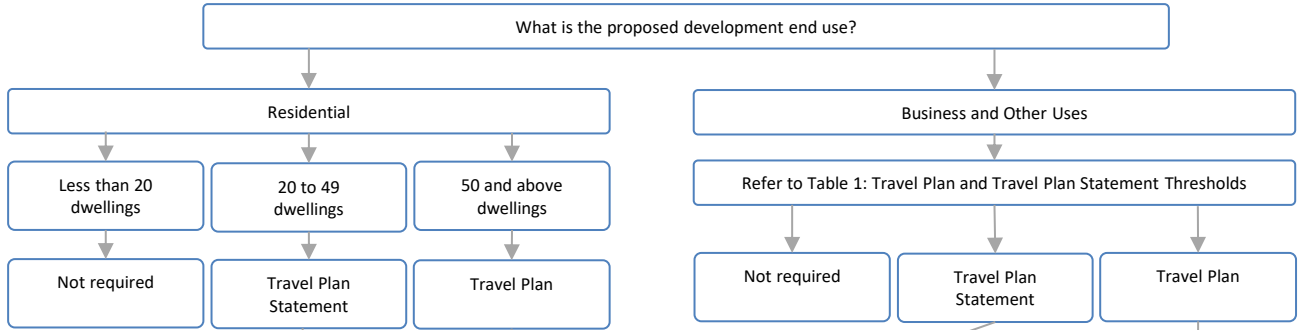 What is the proposed development end use?
Residential
Business and Other Uses
Less than 20
dwellings
20 to 49
dwellings
50 and above
dwellings
Refer to Table 1: Travel Plan and Travel Plan Statement Thresholds
Not required
Travel Plan
Statement
Travel Plan
Not required
Travel Plan
Statement
Travel Plan